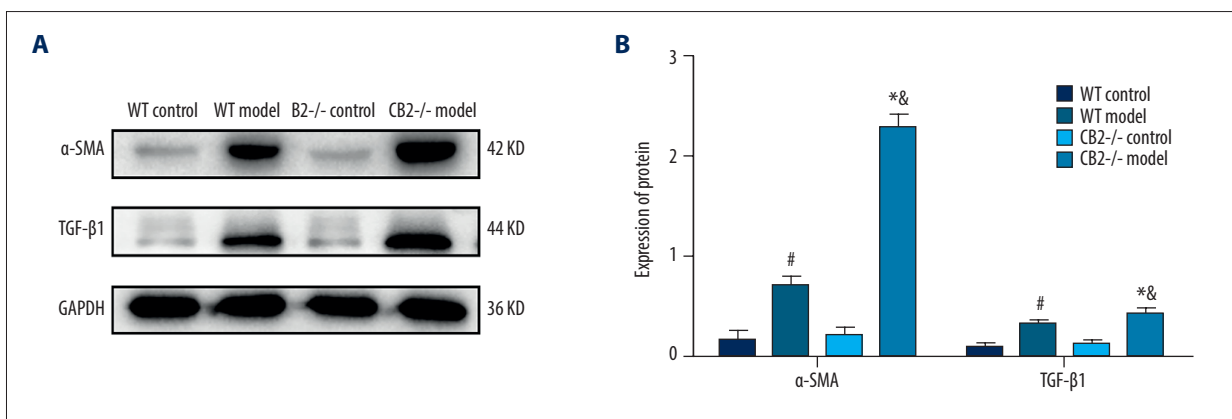 A
WT control WT model B2-/- control CB2-/- model
α-SMA 42 KD
TGF-β1 44 KD
GAPDH 36 KD
B
3
2
1
0
Expression of protein
#
*&
#
*&
α-SMA TGF-β1
WT control
WT model
CB2-/- control
CB2-/- model